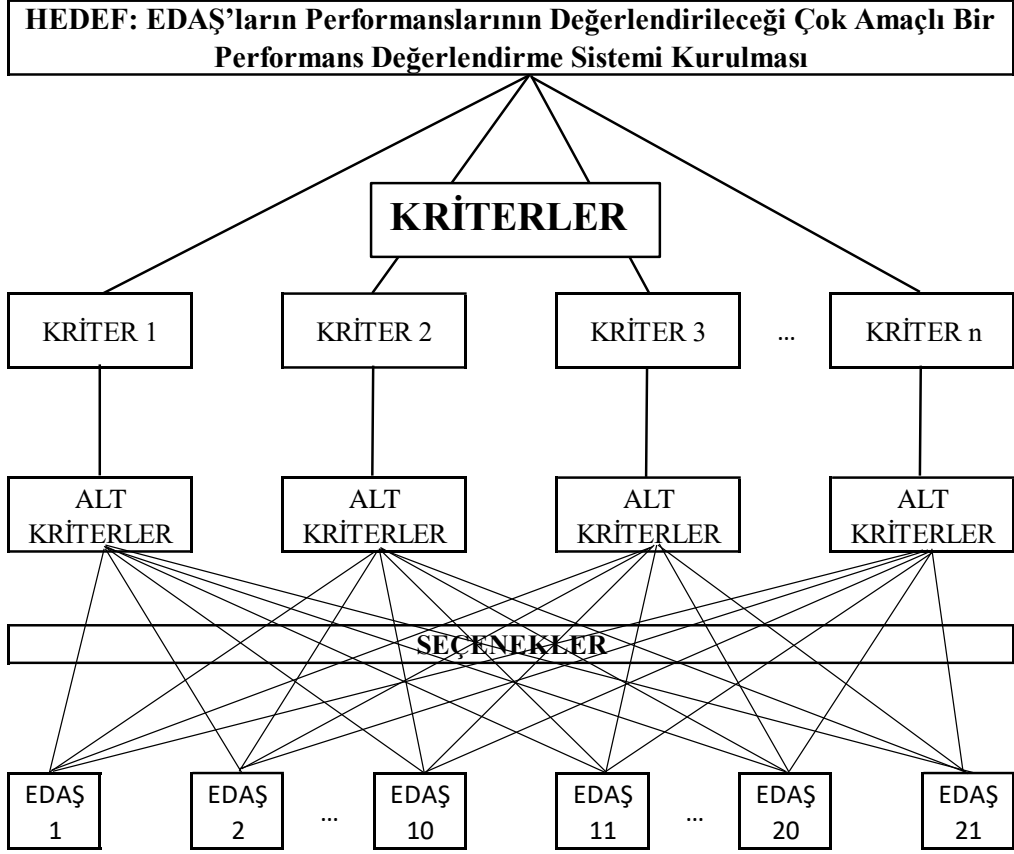 HEDEF: EDAŞ’ların Performanslarının Değerlendirileceği Çok Amaçlı Bir
Performans Değerlendirme Sistemi Kurulması
KRİTERLER
KRİTER 1
KRİTER 2
KRİTER 3
...
KRİTER n
ALT
KRİTERLER
ALT
KRİTERLER
ALT
KRİTERLER
ALT
KRİTERLER
SEÇENEKLER
EDAŞ
1
EDAŞ
2
...
EDAŞ
10
EDAŞ
11
...
EDAŞ
20
EDAŞ
21